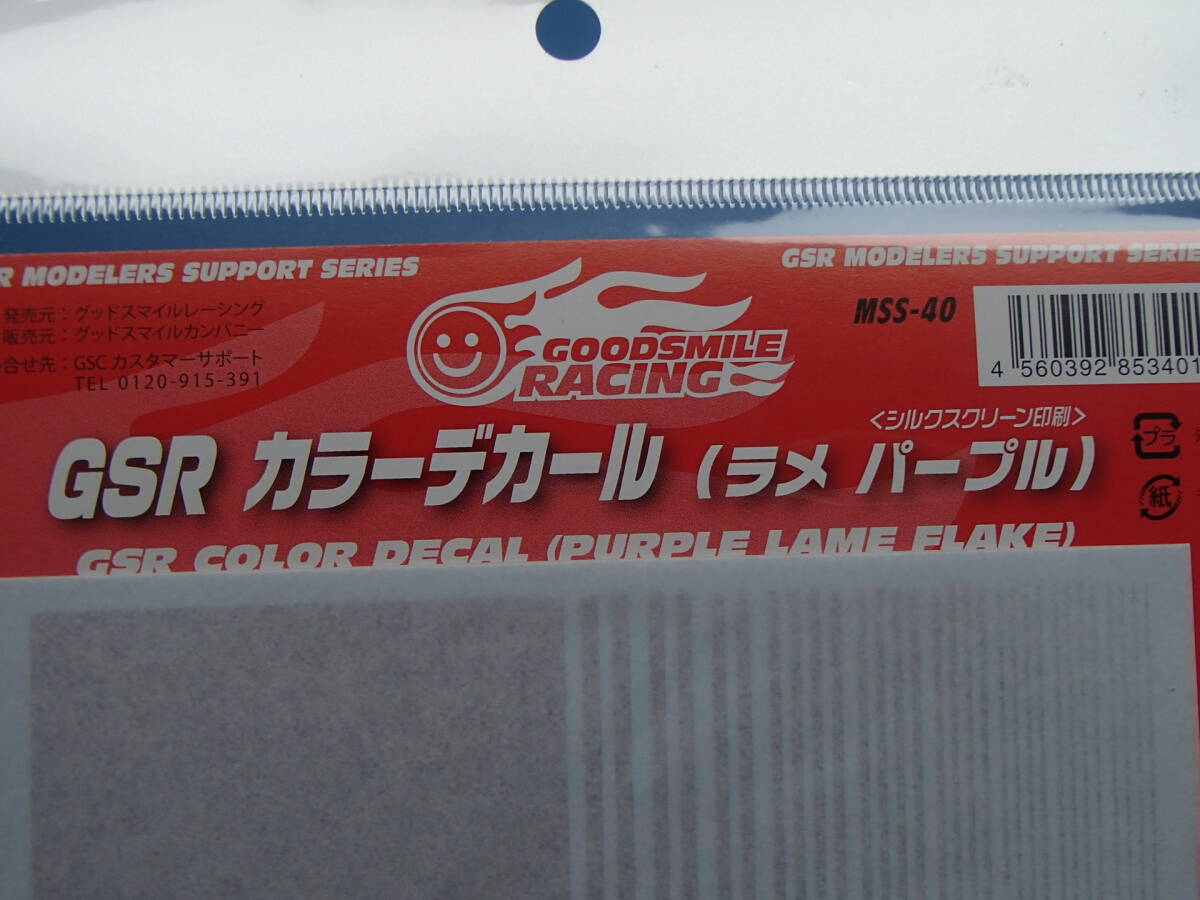 R MODELERS SUPPORT SERIES
GSR MODELERS SUPPORT SERIE
発売元：グッドスマイルレーシング
販売元：グッドスマイルカンパニー
合せ先：GSC カスタマーサポート
TEL 0120-915-391
GOODSMILE
RACING
MSS-40
4 560392 853401
<シルクスクリーン印刷>
GSR カラーデカール (ラメ パープル)
プラ
紙
GSR COLOR DECAL (PURPLE LAME FLAKE)